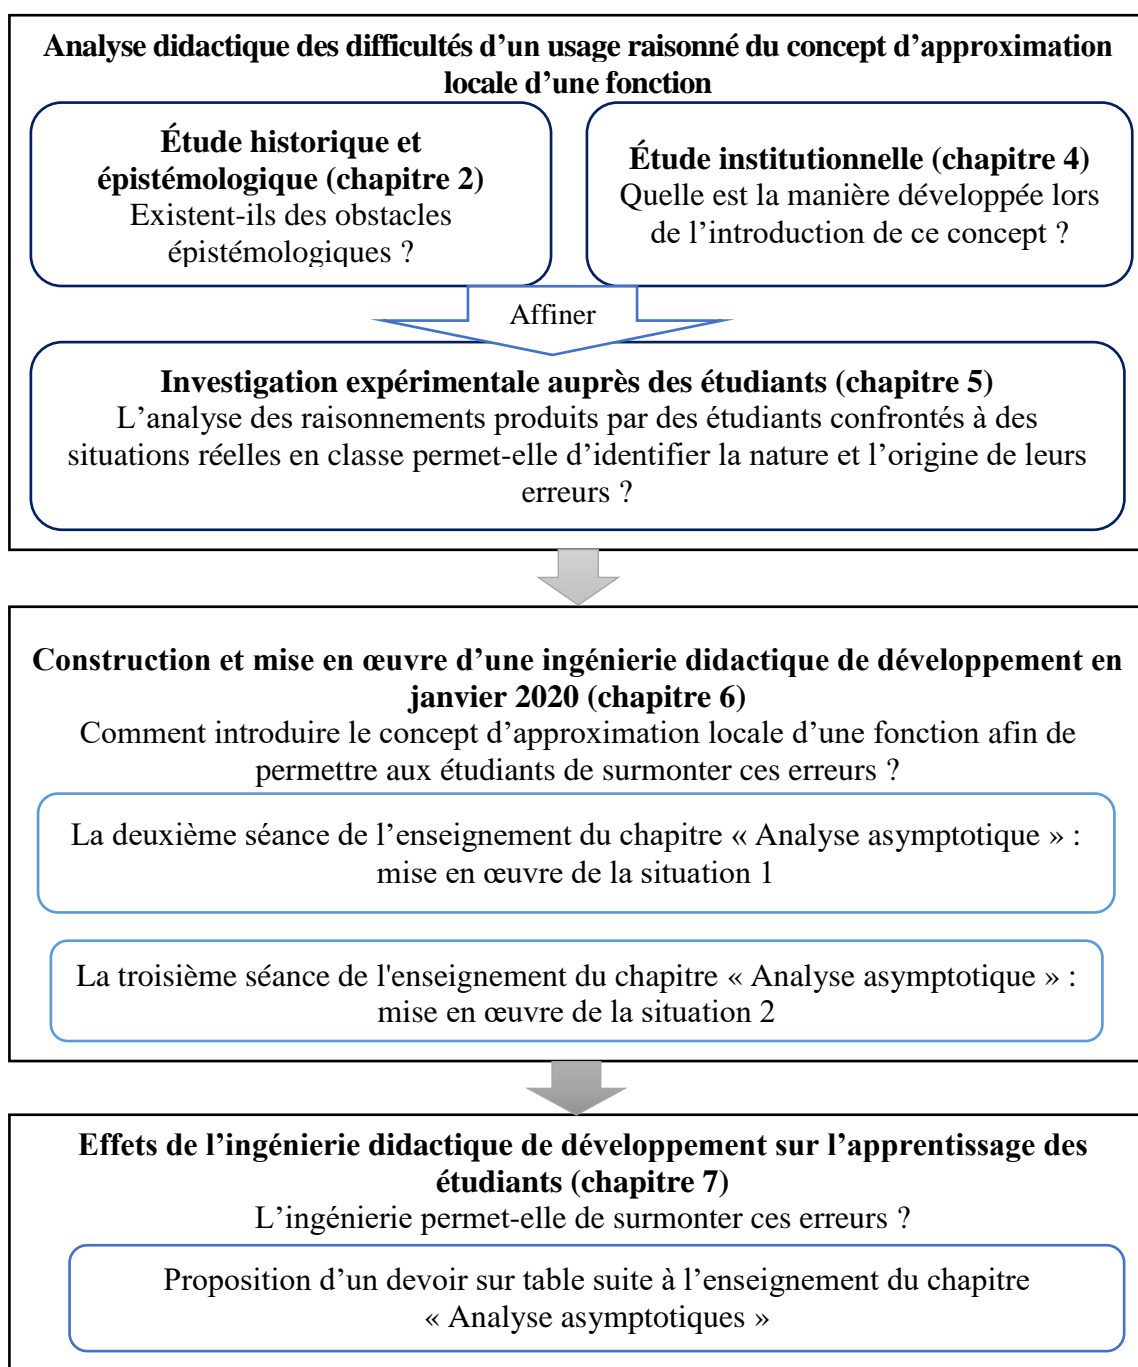 Analyse didactique des difficultés d’un usage raisonné du concept d’approximation
locale d’une fonction
Étude historique et
épistémologique (chapitre 2)
Existent-ils des obstacles
épistémologiques ?
Étude institutionnelle (chapitre 4)
Quelle est la manière développée lors
de l’introduction de ce concept ?
Affiner
Investigation expérimentale auprès des étudiants (chapitre 5)
L’analyse des raisonnements produits par des étudiants confrontés à des
situations réelles en classe permet-elle d’identifier la nature et l’origine de leurs
erreurs ?
Construction et mise en œuvre d’une ingénierie didactique de développement en
janvier 2020 (chapitre 6)
Comment introduire le concept d’approximation locale d’une fonction afin de
permettre aux étudiants de surmonter ces erreurs ?
La deuxième séance de l’enseignement du chapitre « Analyse asymptotique » :
mise en œuvre de la situation 1
La troisième séance de l'enseignement du chapitre « Analyse asymptotique » :
mise en œuvre de la situation 2
Effets de l’ingénierie didactique de développement sur l’apprentissage des
étudiants (chapitre 7)
L’ingénierie permet-elle de surmonter ces erreurs ?
Proposition d’un devoir sur table suite à l’enseignement du chapitre
« Analyse asymptotiques »